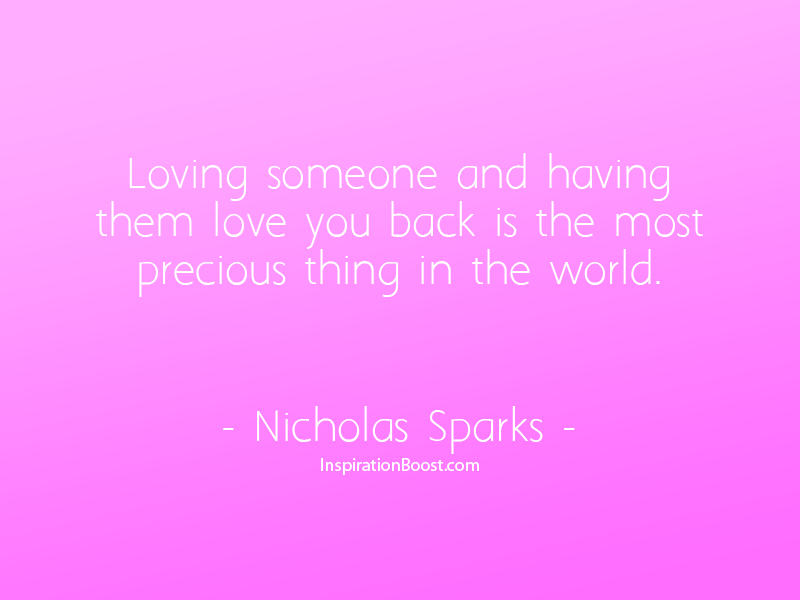 Loving someone and having
them love you back is the most
precious thing in the world.
- Nicholas Sparks -
InspirationBoost.com